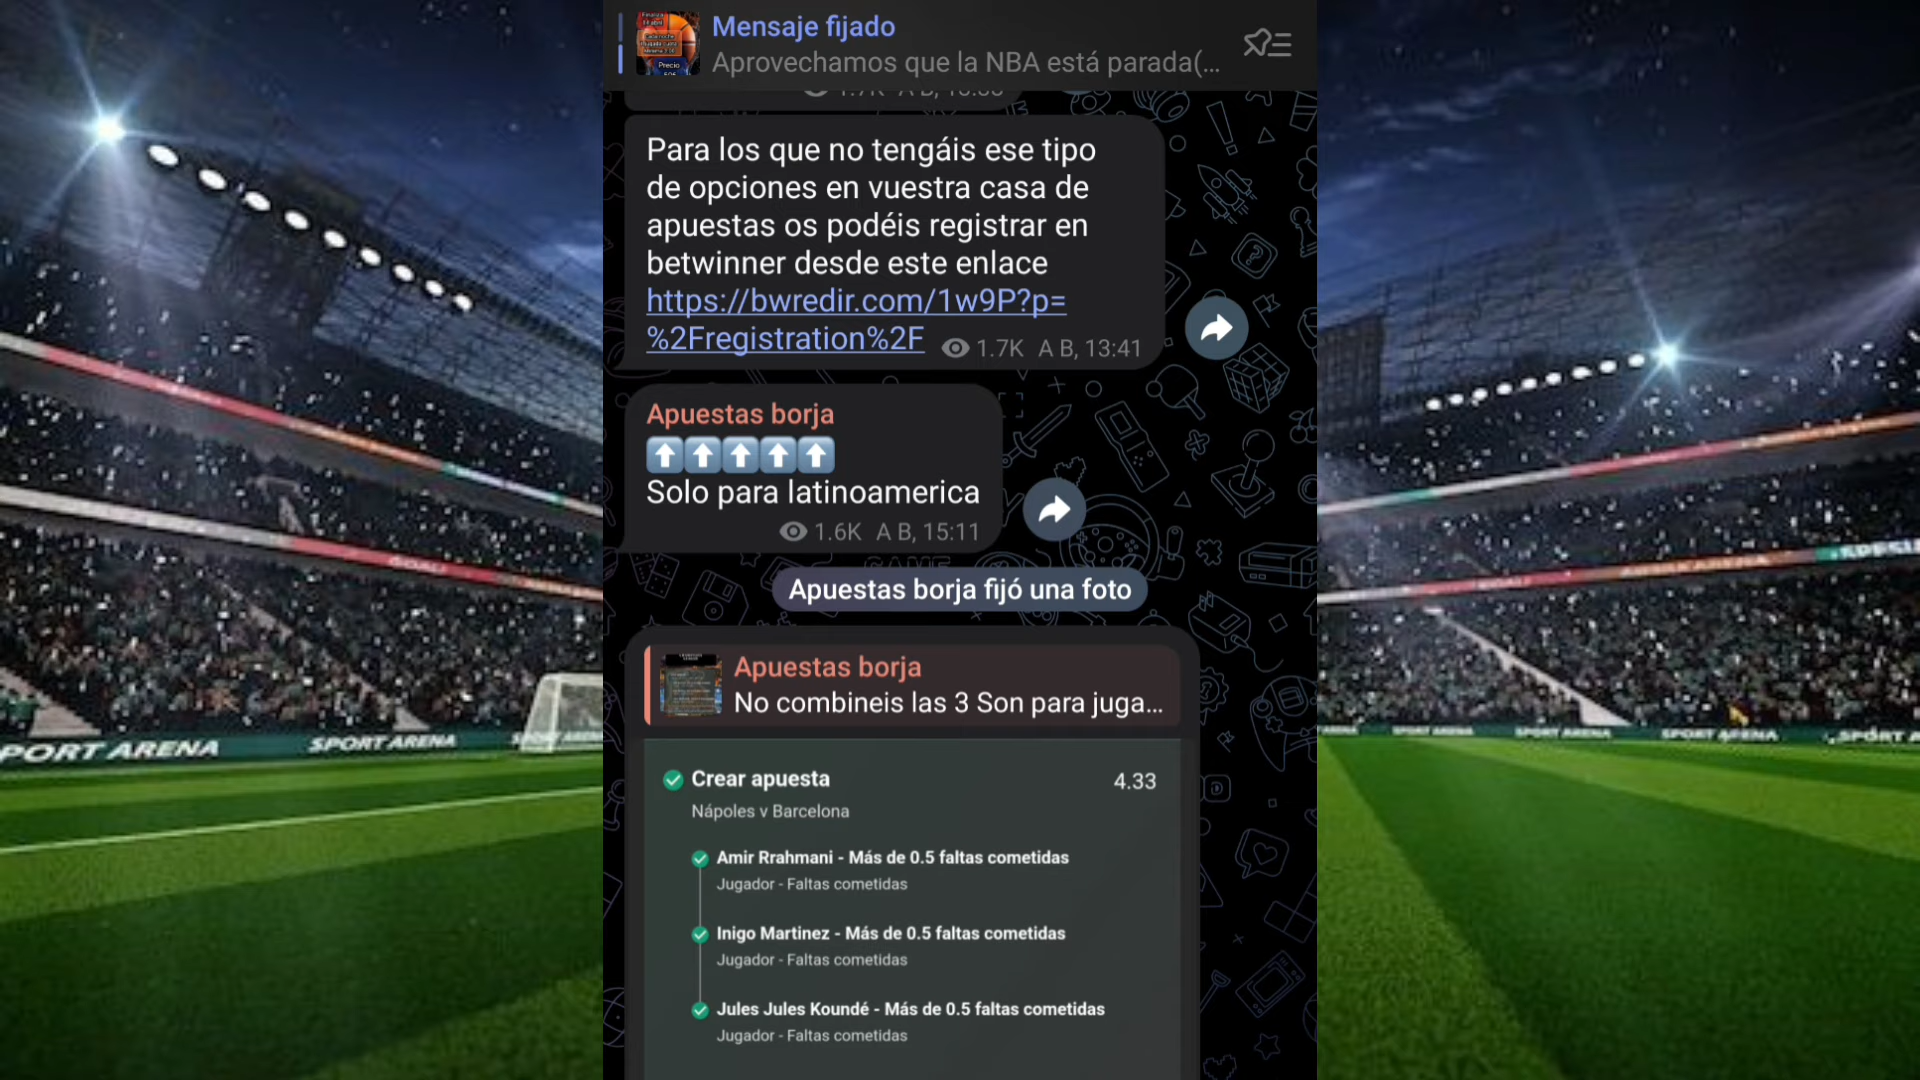 Mensaje fijado
Aprovechamos que la NBA está parada(...
Precio
Para los que no tengáis ese tipo
de opciones en vuestra casa de
apuestas os podéis registrar en
betwinner desde este enlace
https://bwredir.com/1w9P?p=
%2Fregistration%2F 1.7K A B, 13:41
Apuestas borja
⬆️⬆️⬆️⬆️⬆️
Solo para latinoamerica
1.6K A B, 15:11
Apuestas borja fijó una foto
Apuestas borja
No combineis las 3 Son para juga...
Crear apuesta 4.33
Nápoles v Barcelona
Amir Rrahmani - Más de 0.5 faltas cometidas
Jugador - Faltas cometidas
Inigo Martinez - Más de 0.5 faltas cometidas
Jugador - Faltas cometidas
Jules Jules Koundé - Más de 0.5 faltas cometidas
Jugador - Faltas cometidas
SPORT ARENA SPORT ARENA
SPORT ARENA SPORT ARENA